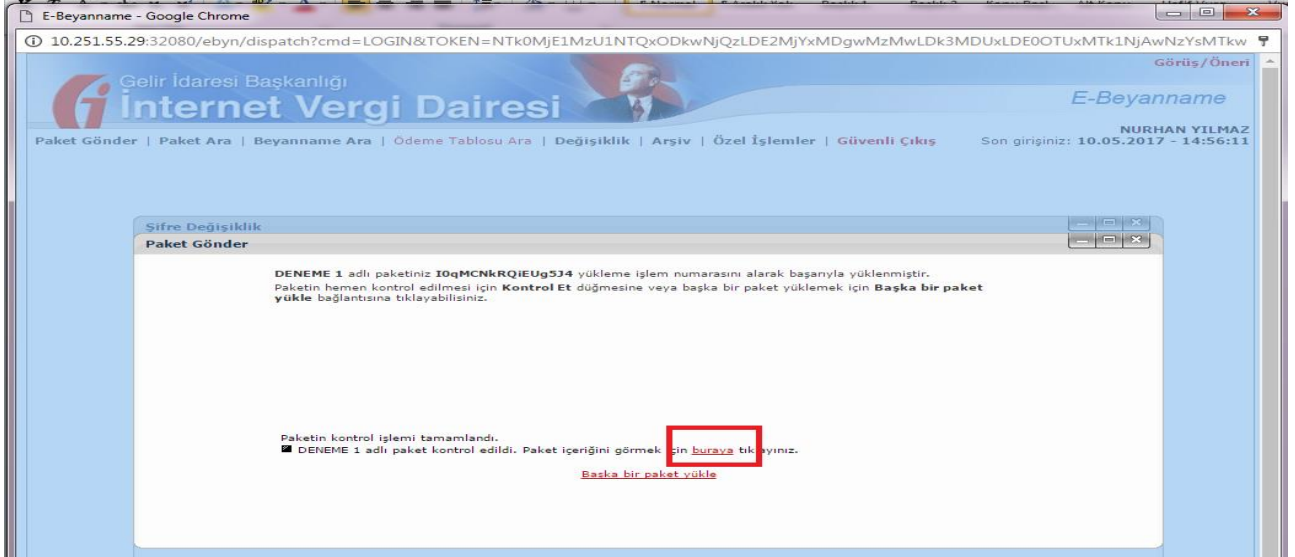 E-Beyanname - Google Chrome
10.251.55.29:32080/ebyn/dispatch?cmd=LOGIN&TOKEN=NTk0MjE1MzU1NTQxODkwNjQzLDE2MjYxMDgwMzMwLDk3MDUxLDE0OTUxMTk1NjAwNzYsMTkw
Görüş/Öneri
Gelir İdaresi Başkanlığı
İnternet Vergi Dairesi
E-Beyanname
NURHAN YILMAZ
Paket Gönder | Paket Ara | Beyanname Ara | Ödeme Tablosu Ara | Değişiklik | Arşiv | Özel İşlemler | Güvenli Çıkış Son girişiniz: 10.05.2017 - 14:56:11
Şifre Değişiklik
Paket Gönder
DENEME 1 adlı paketiniz I0qMCNkRQiEUg5J4 yükleme işlem numarasını alarak başarıyla yüklenmiştir.
Paketin hemen kontrol edilmesi için Kontrol Et düğmesine veya başka bir paket yüklemek için Başka bir paket
yükle bağlantısına tıklayabilisiniz.
Paketin kontrol işlemi tamamlandı.
DENEME 1 adlı paket kontrol edildi. Paket içeriğini görmek için buraya tıklayınız.
Başka bir paket yükle